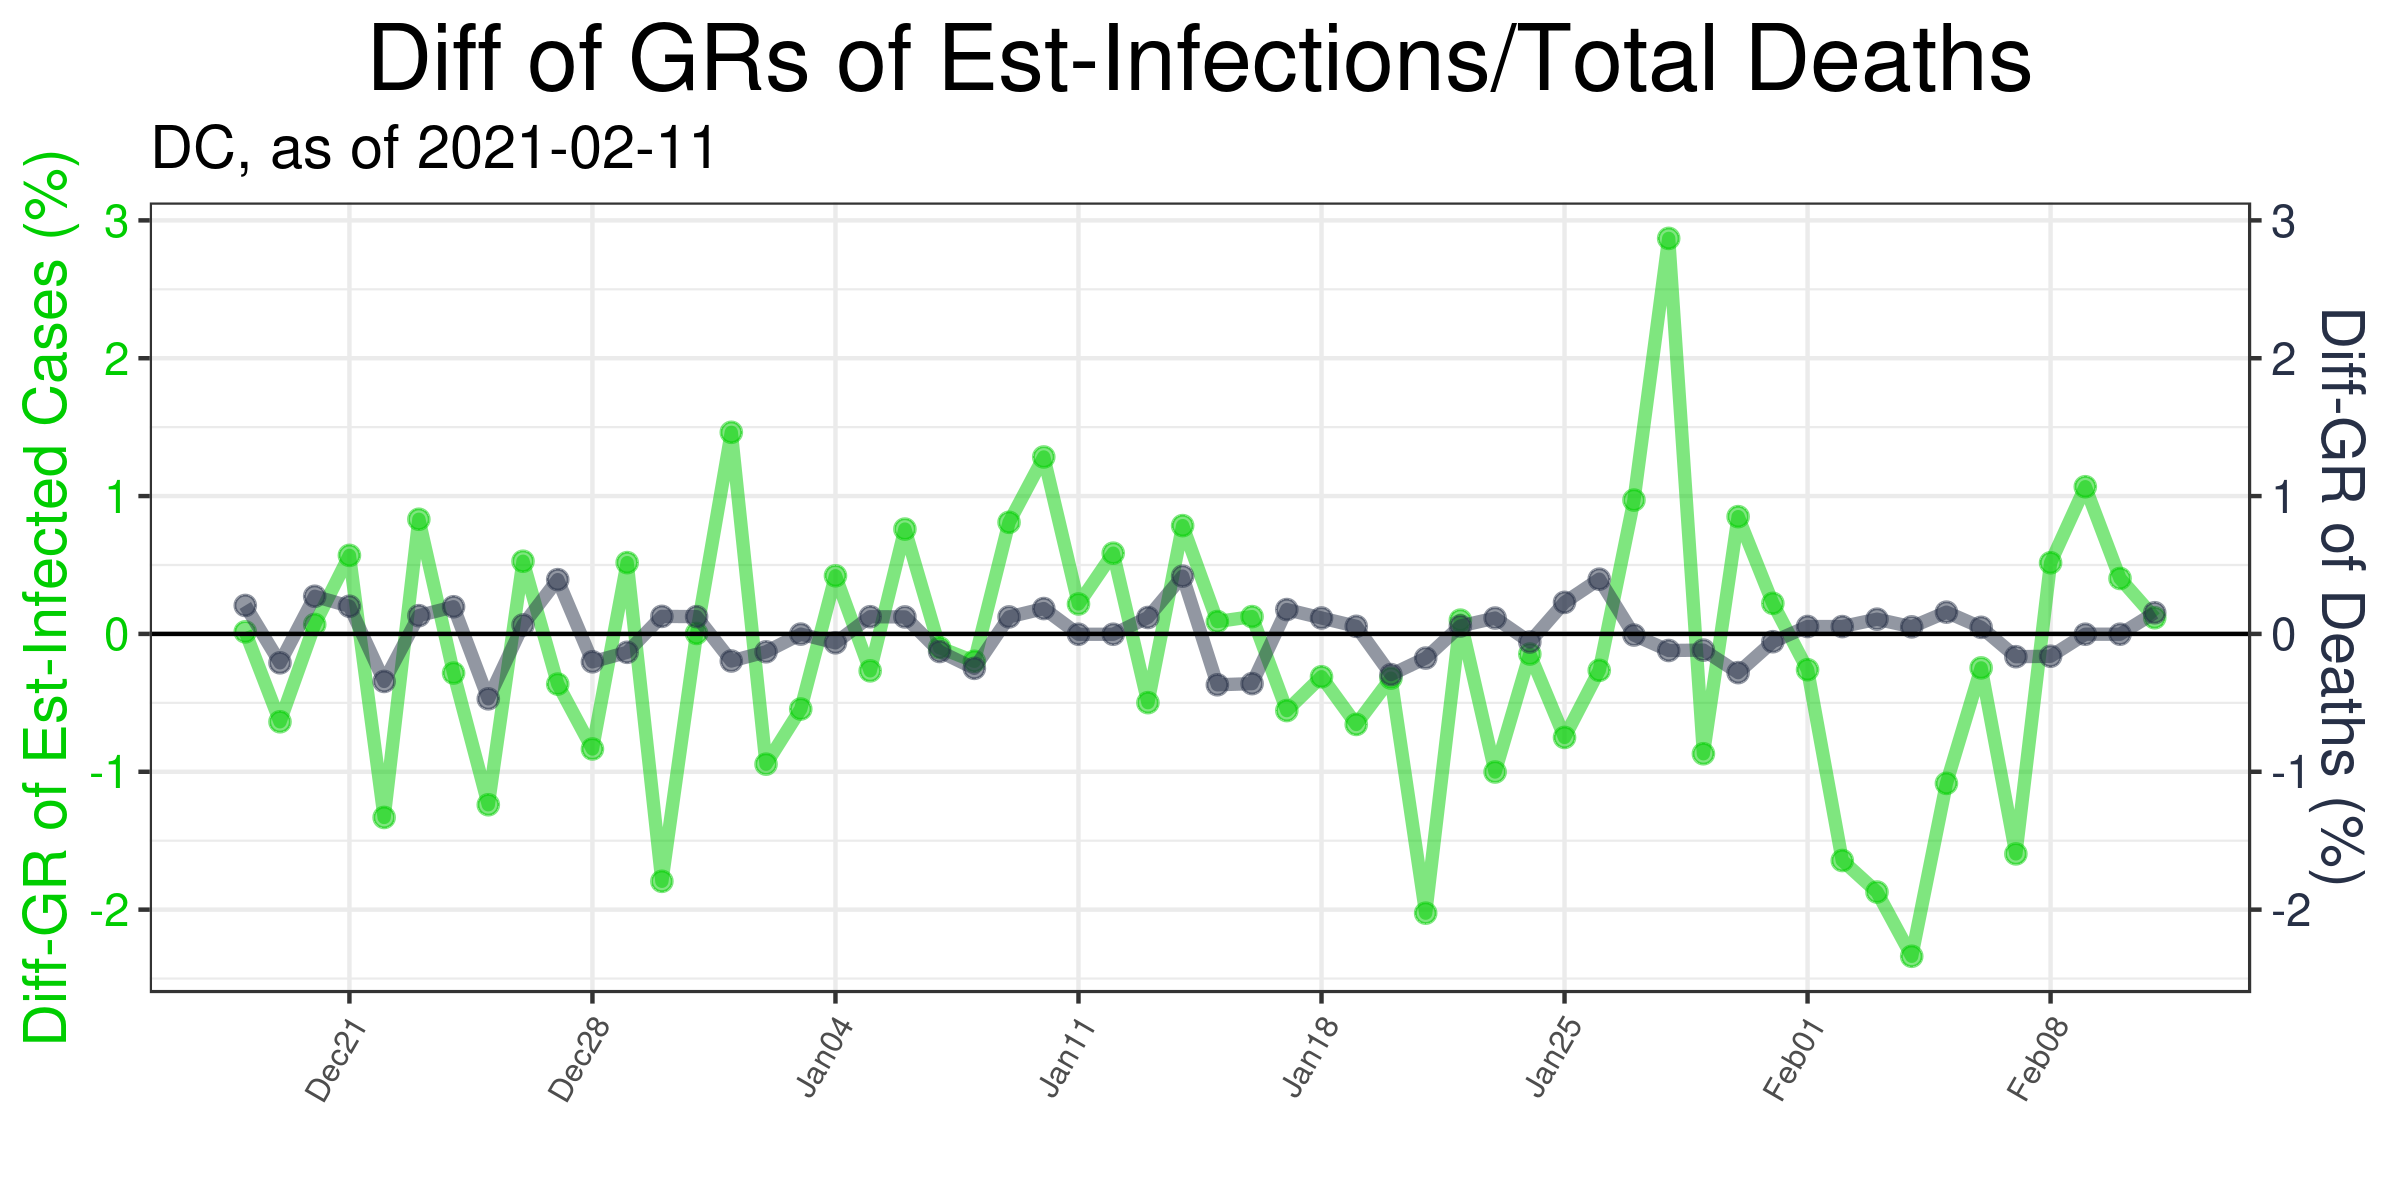 Diff of GRs of Est-Infections/Total Deaths
DC, as of 2021-02-11
Diff-GR of Est-Infected Cases (%)
3
2
1
0
-1
-2
3
2
1
0
-1
-2
Diff-GR of Deaths (%)
Dec21
Dec28
Jan04
Jan11
Jan18
Jan25
Feb01
Feb08